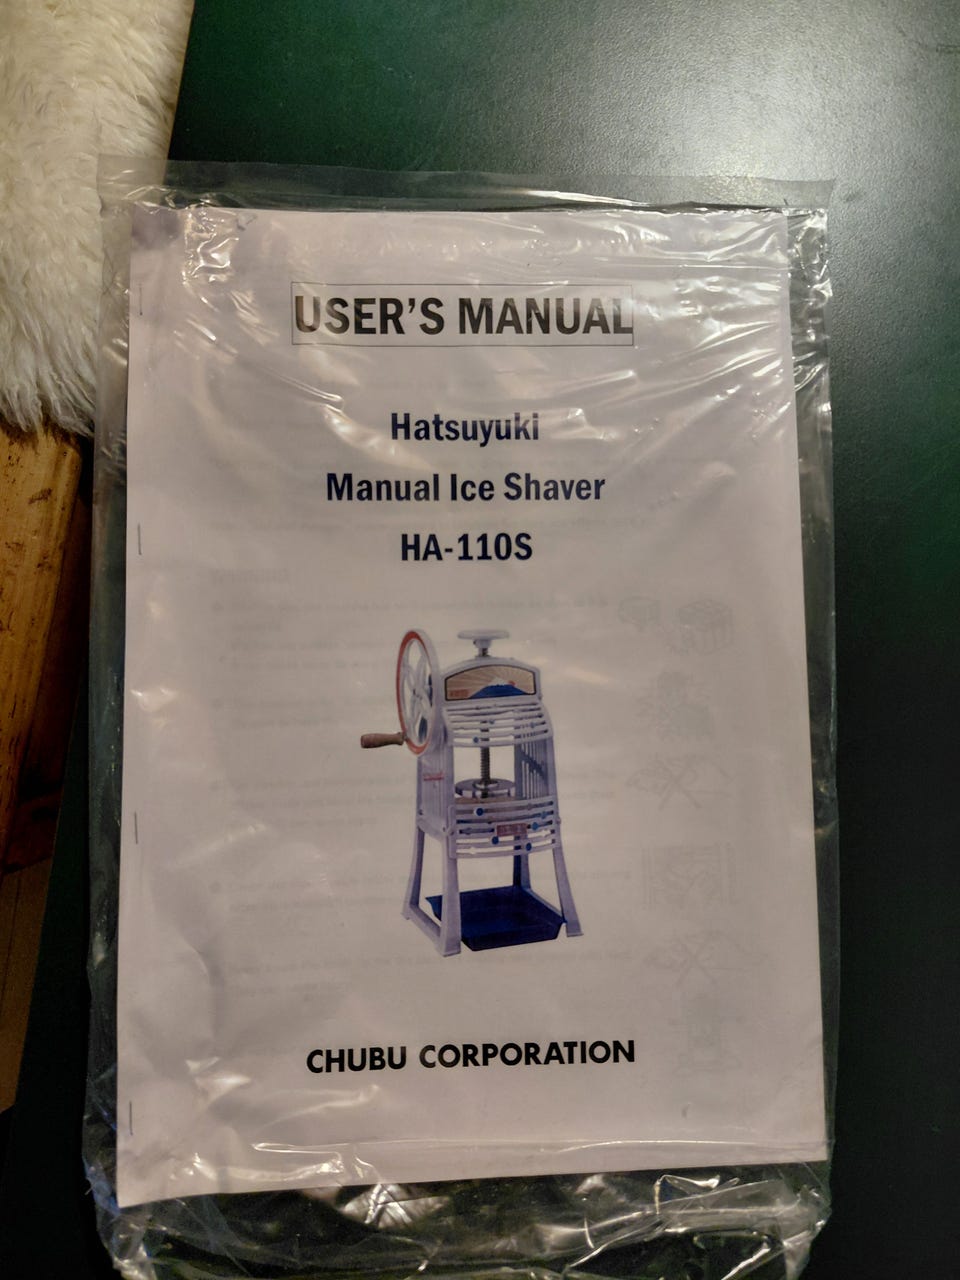 USER'S MANUAL
Hatsuyuki
Manual Ice Shaver
HA-110S
CHUBU CORPORATION